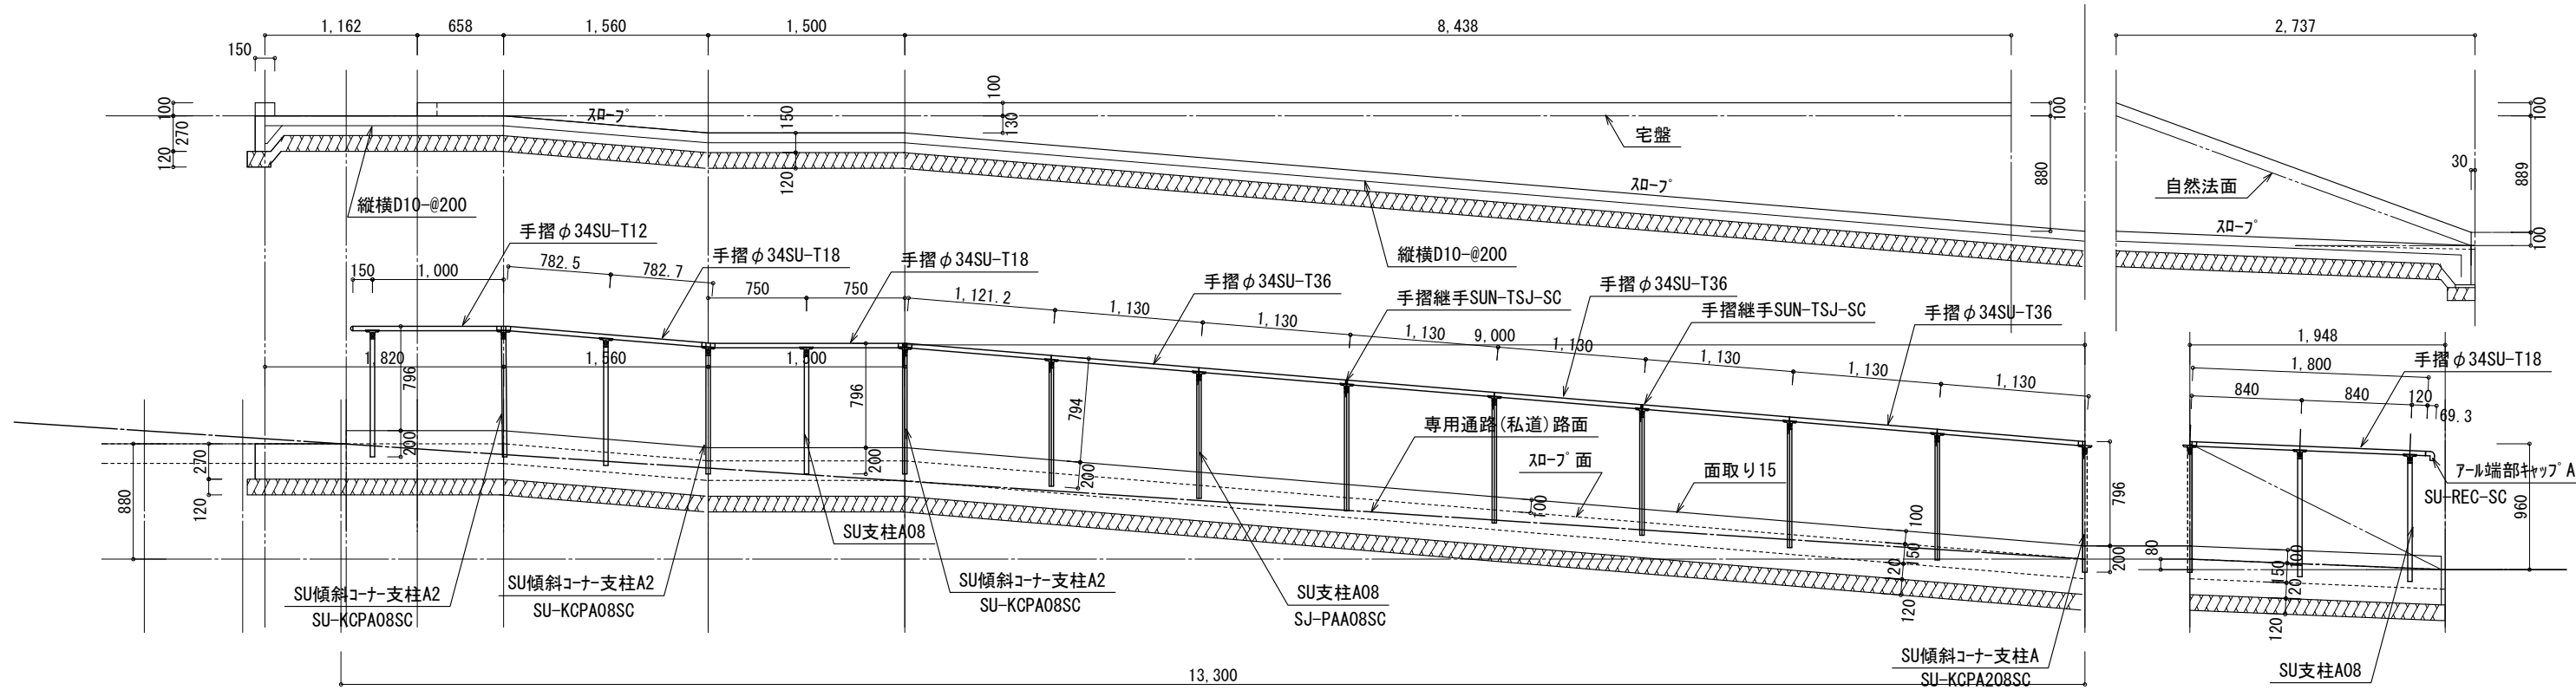 1,162
658
1,560
1,500
8,438
2,737
150
100
270
120
ｽﾛｰﾌﾟ
150
120
100
130
宅盤
100
880
100
889
30
100
自然法面
ｽﾛｰﾌﾟ
ｽﾛｰﾌﾟ
縦横D10-@200
縦横D10-@200
手摺φ34SU-T12
手摺φ34SU-T18
手摺φ34SU-T18
手摺φ34SU-T36
手摺継手SUN-TSJ-SC
手摺φ34SU-T36
手摺継手SUN-TSJ-SC
手摺φ34SU-T36
手摺φ34SU-T18
150
1,000
782.5
782.7
750
750
1,121.2
1,130
1,130
1,130
1,130
1,130
1,130
1,130
9,000
1,948
1,800
840
840
120
69.3
1,820
1,560
1,500
796
200
796
200
794
200
専用通路(私道)路面
ｽﾛｰﾌﾟ面
面取り15
100
100
150
120
120
796
200
80
100
150
120
120
960
ｱｰﾙ端部ｷｬｯﾌﾟA
SU-REC-SC
880
270
120
SU傾斜ｺｰﾅｰ支柱A2
SU-KCPA08SC
SU傾斜ｺｰﾅｰ支柱A2
SU-KCPA08SC
SU支柱A08
SU傾斜ｺｰﾅｰ支柱A2
SU-KCPA08SC
SU支柱A08
SJ-PAA08SC
SU傾斜ｺｰﾅｰ支柱A
SU-KCPA208SC
SU支柱A08
13,300